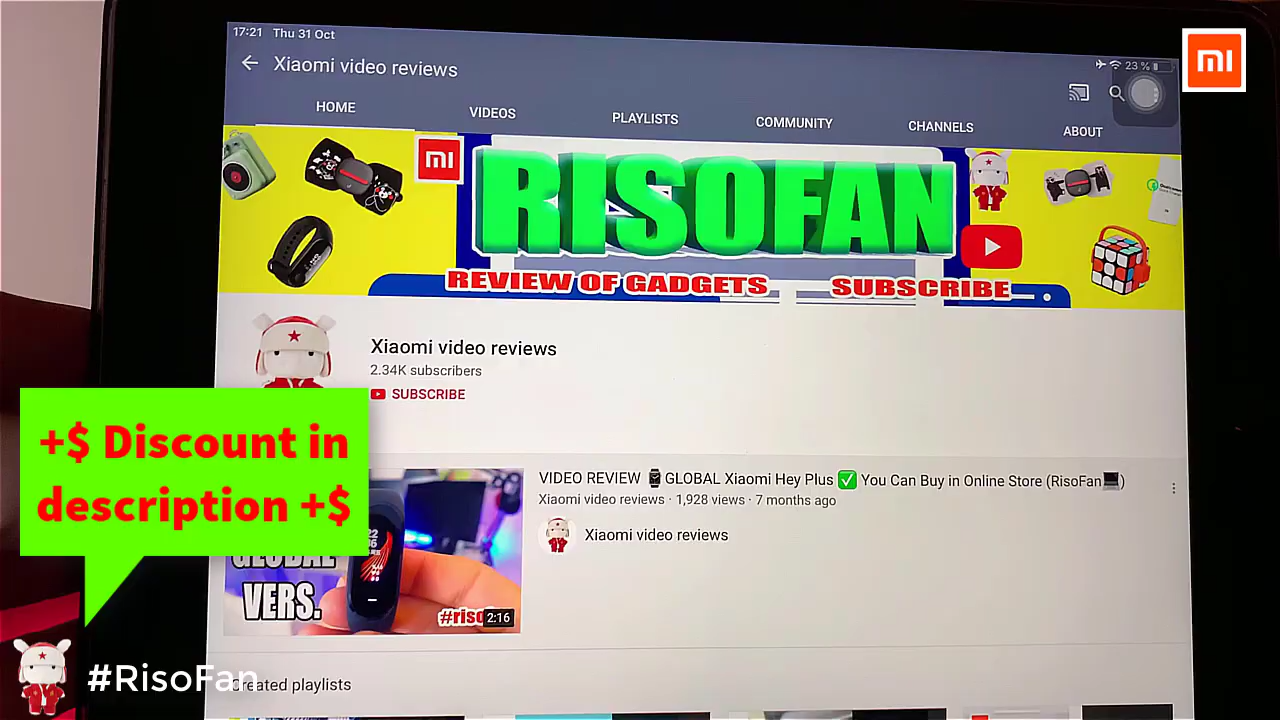 17:21 Thu 31 Oct
23 %
Xiaomi video reviews
HOME VIDEOS PLAYLISTS COMMUNITY CHANNELS ABOUT
mi
mi
RISOFAN
REVIEW OF GADGETS SUBSCRIBE
Xiaomi video reviews
2.34K subscribers
SUBSCRIBE
+$ Discount in
description +$
VIDEO REVIEW GLOBAL Xiaomi Hey Plus ✅ You Can Buy in Online Store (RisoFan💻)
Xiaomi video reviews · 1,928 views · 7 months ago
Xiaomi video reviews
GLOBAL
VERS.
2:16
#RisoFan
Created playlists